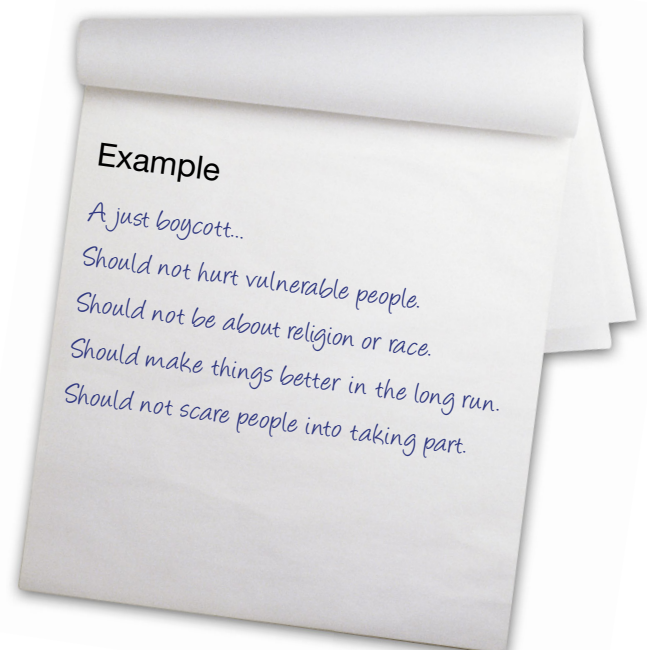 Example
A just boycott...
Should not hurt vulnerable people.
Should not be about religion or race.
Should make things better in the long run.
Should not scare people into taking part.